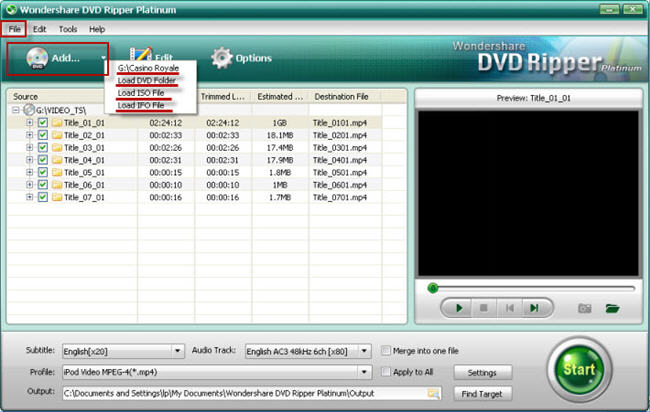 Wondershare DVD Ripper Platinum
File Edit Tools Help
DVD Add... Edit Options
Wondershare
DVD Ripper Platinum
G:\Casino Royale
Load DVD Folder
Load ISO File
Load IFO File
Source Trimmed L... Estimated ... Destination File
G:\VIDEO_TS\
Title_01_01 02:24:12 02:24:12 1GB Title_0101.mp4
Title_02_01 00:02:33 00:02:33 18.1MB Title_0201.mp4
Title_03_01 00:02:26 00:02:26 17.4MB Title_0301.mp4
Title_04_01 00:02:31 00:02:31 17.9MB Title_0401.mp4
Title_05_01 00:00:15 00:00:15 1.8MB Title_0501.mp4
Title_06_01 00:00:10 00:00:10 1MB Title_0601.mp4
Title_07_01 00:00:16 00:00:16 1.7MB Title_0701.mp4
Preview: Title_01_01
Subtitle: English[x20] Audio Track: English AC3 48kHz 6ch [x80] Merge into one file
Profile: iPod Video MPEG-4(*.mp4) Apply to All Settings
Output: C:\Documents and Settings\lp\My Documents\Wondershare DVD Ripper Platinum\Output Find Target
Start